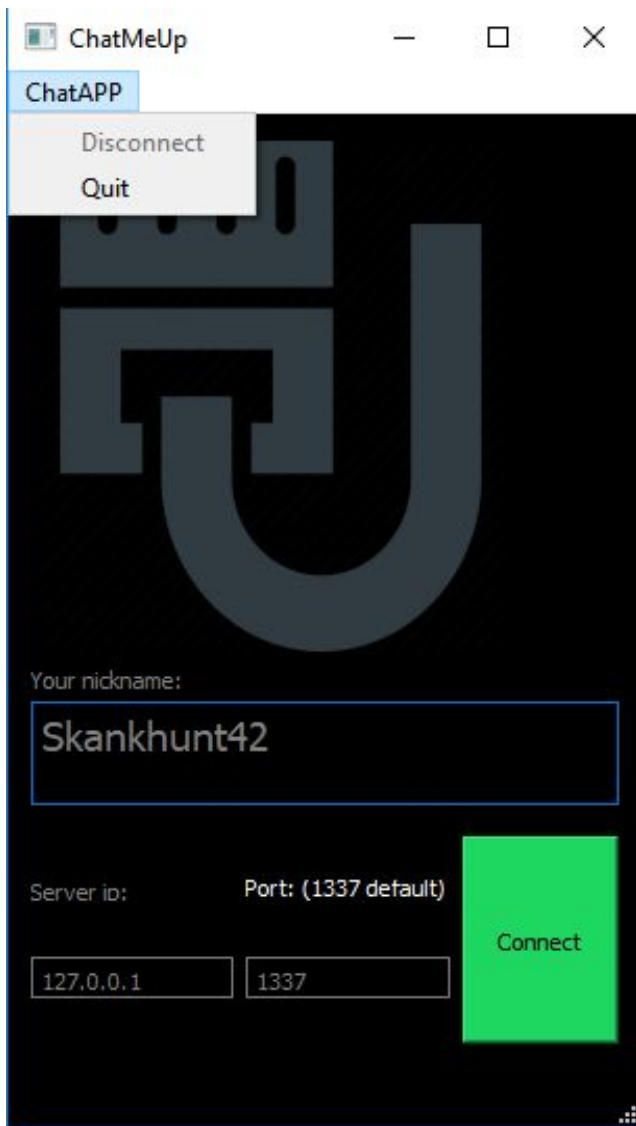 ChatMeUp
ChatAPP
Disconnect
Quit
Your nickname:
Skankhunt42
Server ip:
Port: (1337 default)
Connect
127.0.0.1
1337